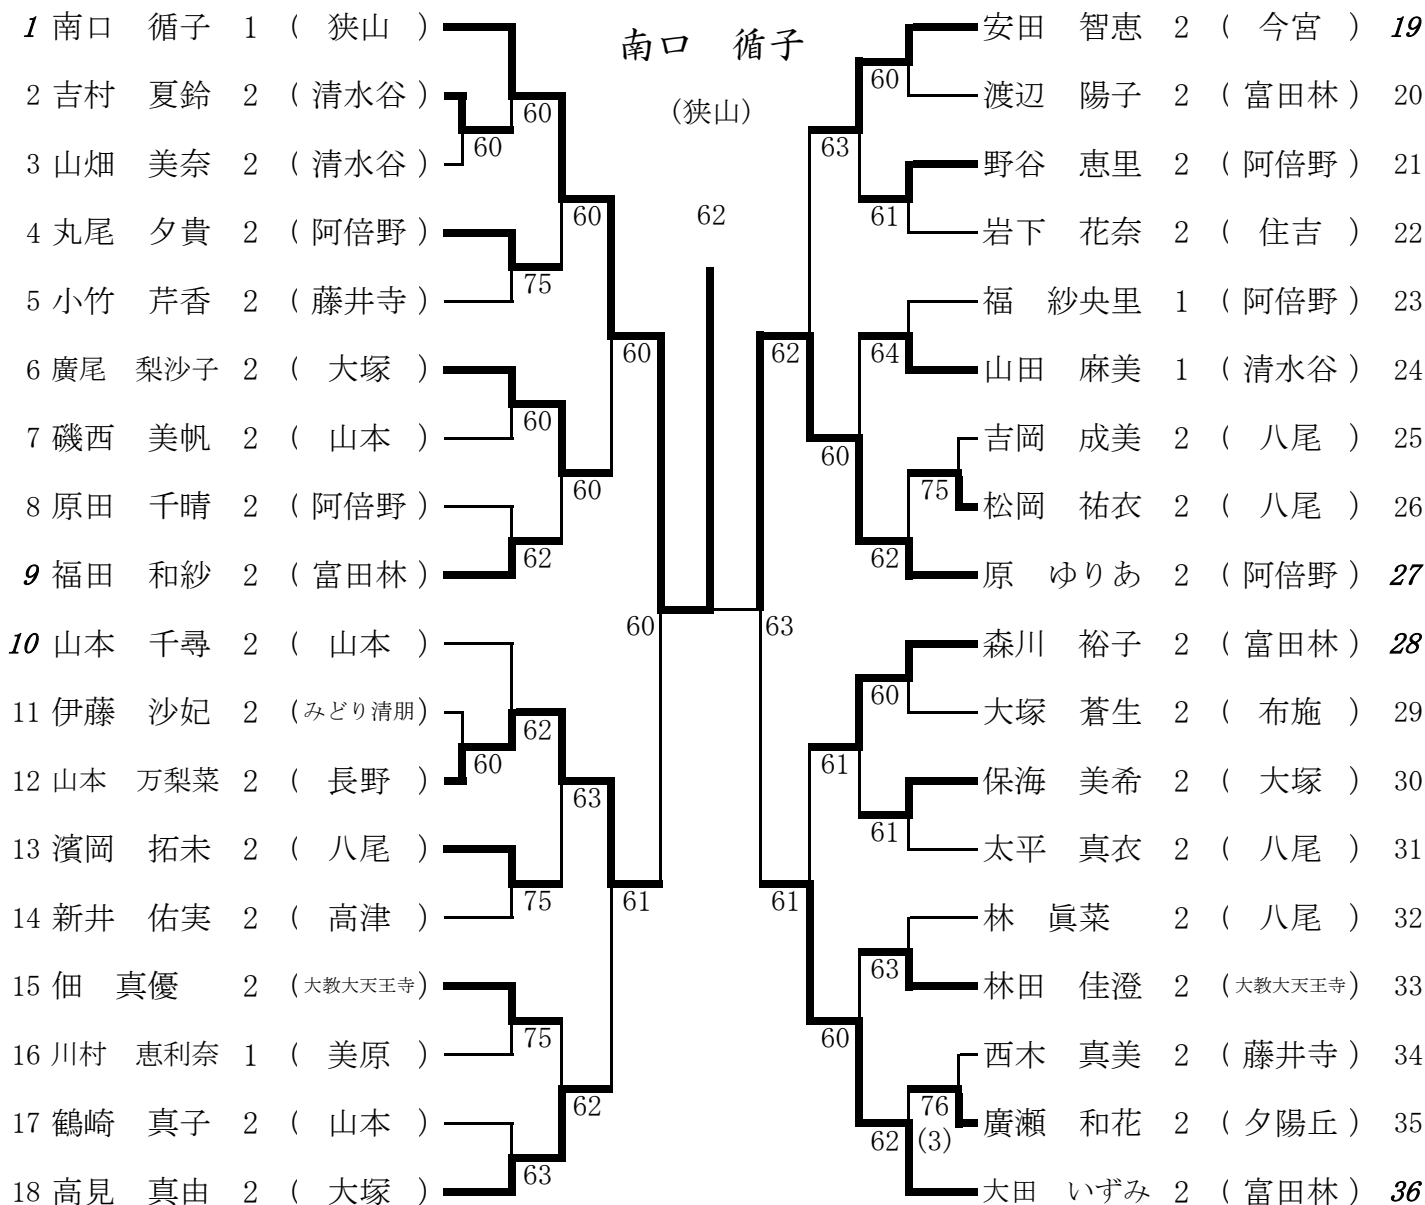 南口 循子
(狭山)
62
1 南口 循子 1 ( 狭山 )
2 吉村 夏鈴 2 ( 清水谷 )
3 山畑 美奈 2 ( 清水谷 )
4 丸尾 夕貴 2 ( 阿倍野 )
5 小竹 芹香 2 ( 藤井寺 )
6 廣尾 梨沙子 2 ( 大塚 )
7 磯西 美帆 2 ( 山本 )
8 原田 千晴 2 ( 阿倍野 )
9 福田 和紗 2 ( 富田林 )
10 山本 千尋 2 ( 山本 )
11 伊藤 沙妃 2 (みどり清朋)
12 山本 万梨菜 2 ( 長野 )
13 濱岡 拓未 2 ( 八尾 )
14 新井 佑実 2 ( 高津 )
15 佃 真優 2 (大教大天王寺)
16 川村 恵利奈 1 ( 美原 )
17 鶴崎 真子 2 ( 山本 )
18 高見 真由 2 ( 大塚 )
60
60
75
60
62
60
62
75
75
63
60
60
63
62
60
61
60
63
安田 智恵 2 ( 今宮 ) 19
渡辺 陽子 2 ( 富田林 ) 20
野谷 恵里 2 ( 阿倍野 ) 21
岩下 花奈 2 ( 住吉 ) 22
福 紗央里 1 ( 阿倍野 ) 23
山田 麻美 1 ( 清水谷 ) 24
吉岡 成美 2 ( 八尾 ) 25
松岡 祐衣 2 ( 八尾 ) 26
原 ゆりあ 2 ( 阿倍野 ) 27
森川 裕子 2 ( 富田林 ) 28
大塚 蒼生 2 ( 布施 ) 29
保海 美希 2 ( 大塚 ) 30
太平 真衣 2 ( 八尾 ) 31
林 眞菜 2 ( 八尾 ) 32
林田 佳澄 2 (大教大天王寺) 33
西木 真美 2 ( 藤井寺 ) 34
廣瀬 和花 2 ( 夕陽丘 ) 35
大田 いずみ 2 ( 富田林 ) 36
60
61
63
64
75
62
60
62
60
61
61
63
76
(3)
62
60
61